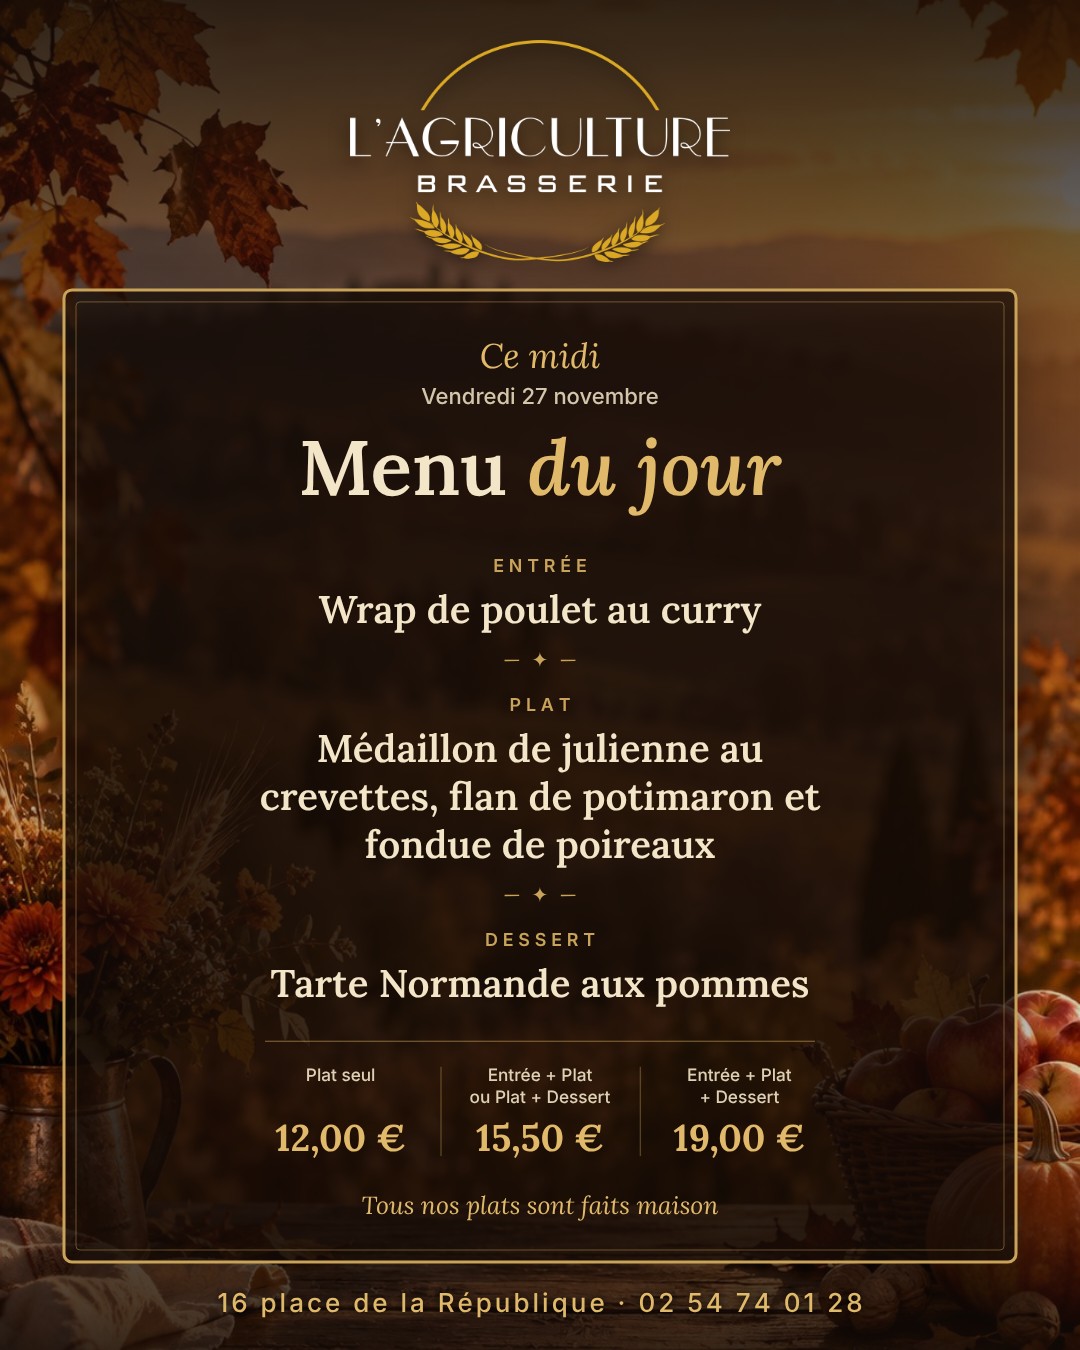 L'AGRICULTURE
BRASSERIE
Ce midi
Vendredi 27 novembre
Menu du jour
ENTRÉE
Wrap de poulet au curry
PLAT
Médaillon de julienne au
crevettes, flan de potimaron et
fondue de poireaux
DESSERT
Tarte Normande aux pommes
Plat seul
12,00 €
Entrée + Plat
ou Plat + Dessert
15,50 €
Entrée + Plat
+ Dessert
19,00 €
Tous nos plats sont faits maison
16 place de la République · 02 54 74 01 28